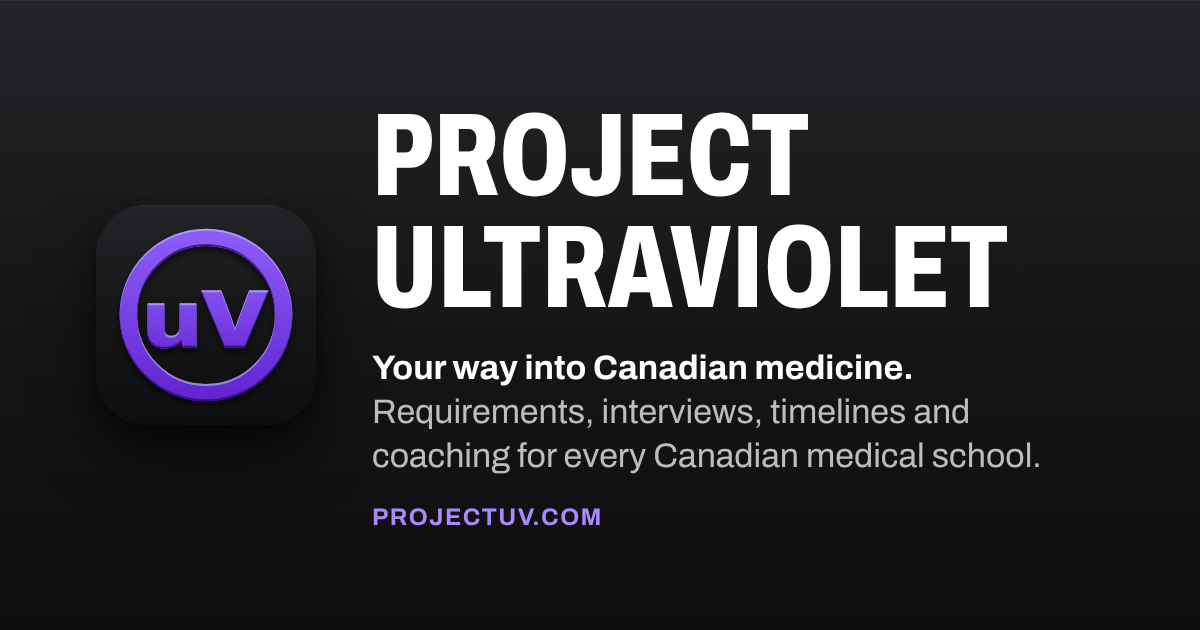 uv
PROJECT
ULTRAVIOLET
Your way into Canadian medicine.
Requirements, interviews, timelines and
coaching for every Canadian medical school.
PROJECTUV.COM